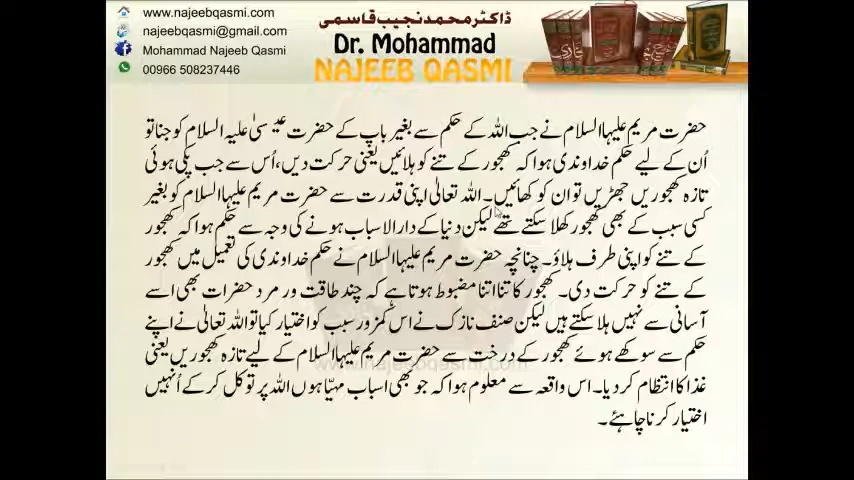 www.najeebqasmi.com
najeebqasmi@gmail.com
Mohammad Najeeb Qasmi
00966 508237446
ڈاکٹر محمد نجیب قاسمی
Dr. Mohammad
NAJEEB QASMI
حضرت مریم علیہا السلام نے جب اللہ کے حکم سے بغیر باپ کے حضرت عیسیٰ علیہ السلام کو جنا تو
اُن کے لیے حکم خداوندی ہوا کہ کھجور کے تنے کو ہلائیں یعنی حرکت دیں، اُس سے جب پکی ہوئی
تازہ کھجوریں جھڑیں تو ان کو کھائیں۔ اللہ تعالیٰ اپنی قدرت سے حضرت مریم علیہا السلام کو بغیر
کسی سبب کے بھی کھجور کھلا سکتے تھے لیکن دنیا کے دار الاسباب ہونے کی وجہ سے حکم ہوا کہ کھجور
کے تنے کو اپنی طرف ہلاؤ۔ چنانچہ حضرت مریم علیہا السلام نے حکم خداوندی کی تعمیل میں کھجور
کے تنے کو حرکت دی۔ کھجور کا تنا اتنا مضبوط ہوتا ہے کہ چند طاقت ور مرد حضرات بھی اسے
آسانی سے نہیں ہلا سکتے ہیں لیکن صنف نازک نے اس کمزور سبب کو اختیار کیا تو اللہ تعالیٰ نے اپنے
حکم سے سوکھے ہوئے کھجور کے درخت سے حضرت مریم علیہا السلام کے لیے تازہ کھجوریں یعنی
www.najeebqasmi.com
غذا کا انتظام کر دیا۔ اس واقعہ سے معلوم ہوا کہ جو بھی اسباب مہیّا ہوں اللہ پر توکل کر کے اُنہیں
اختیار کرنا چاہئے۔